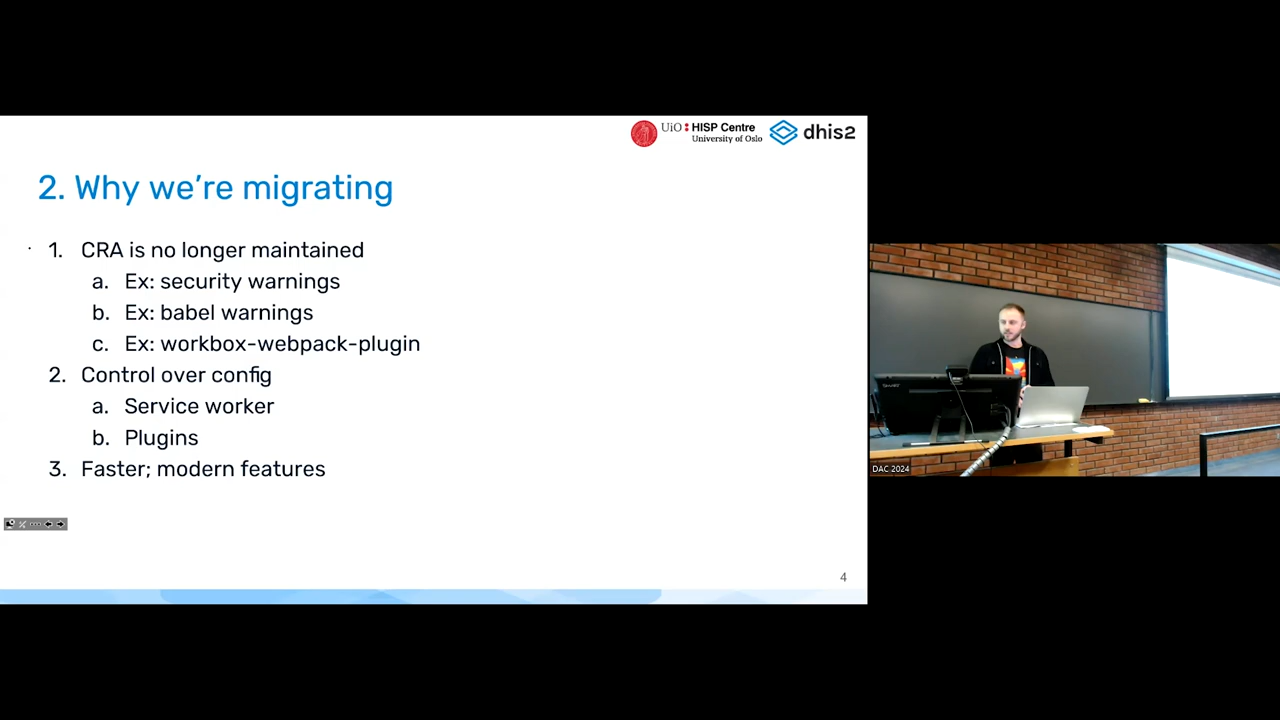 UiO HISP Centre
University of Oslo
dhis2
2. Why we're migrating
1. CRA is no longer maintained
a. Ex: security warnings
b. Ex: babel warnings
c. Ex: workbox-webpack-plugin
2. Control over config
a. Service worker
b. Plugins
3. Faster; modern features
4
SMART
DAC 2024